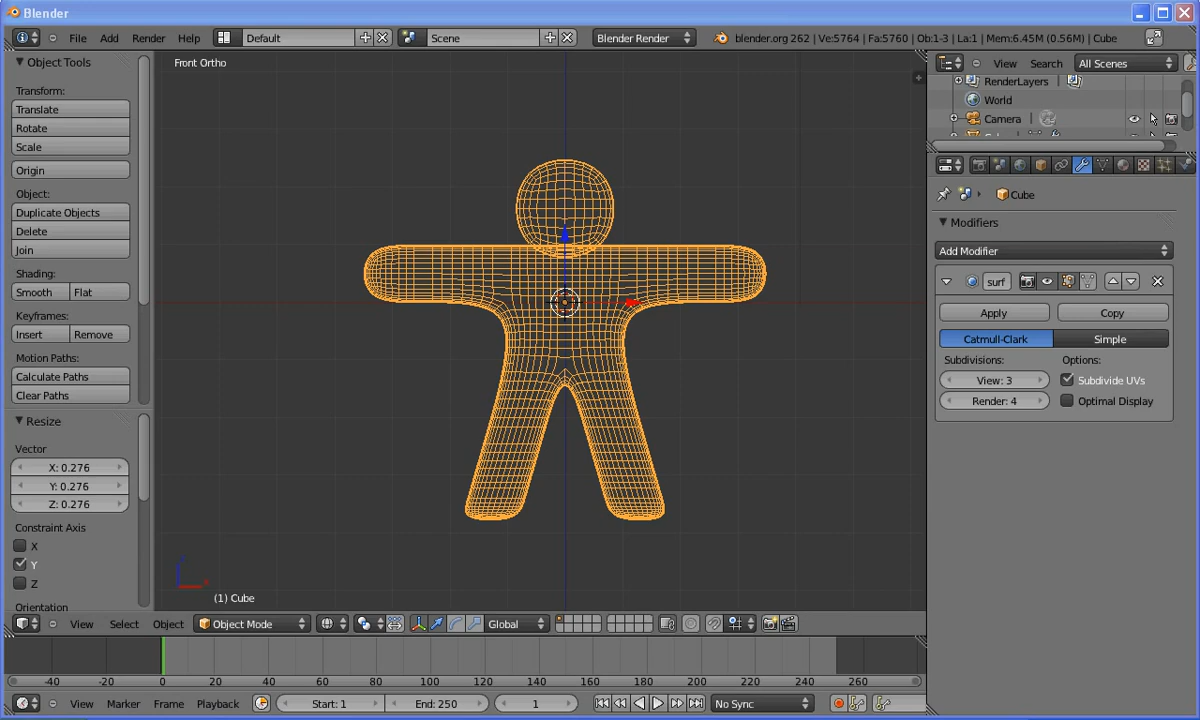 Blender
File Add Render Help Default Scene Blender Render blender.org 262 | Ve:5764 | Fa:5760 | Ob:1-3 | La:1 | Mem:6.45M (0.56M) | Cube
Object Tools
Transform:
Translate
Rotate
Scale
Origin
Object:
Duplicate Objects
Delete
Join
Shading:
Smooth Flat
Keyframes:
Insert Remove
Motion Paths:
Calculate Paths
Clear Paths
Resize
Vector
X: 0.276
Y: 0.276
Z: 0.276
Constraint Axis
X
Y
Z
Orientation
Front Ortho
(1) Cube
View Select Object Object Mode Global
-40 -20 0 20 40 60 80 100 120 140 160 180 200 220 240 260
View Marker Frame Playback Start: 1 End: 250 1 No Sync
View Search All Scenes
RenderLayers
World
Camera
Cube
Modifiers
Add Modifier
surf
Apply Copy
Catmull-Clark Simple
Subdivisions: Options:
View: 3 Subdivide UVs
Render: 4 Optimal Display